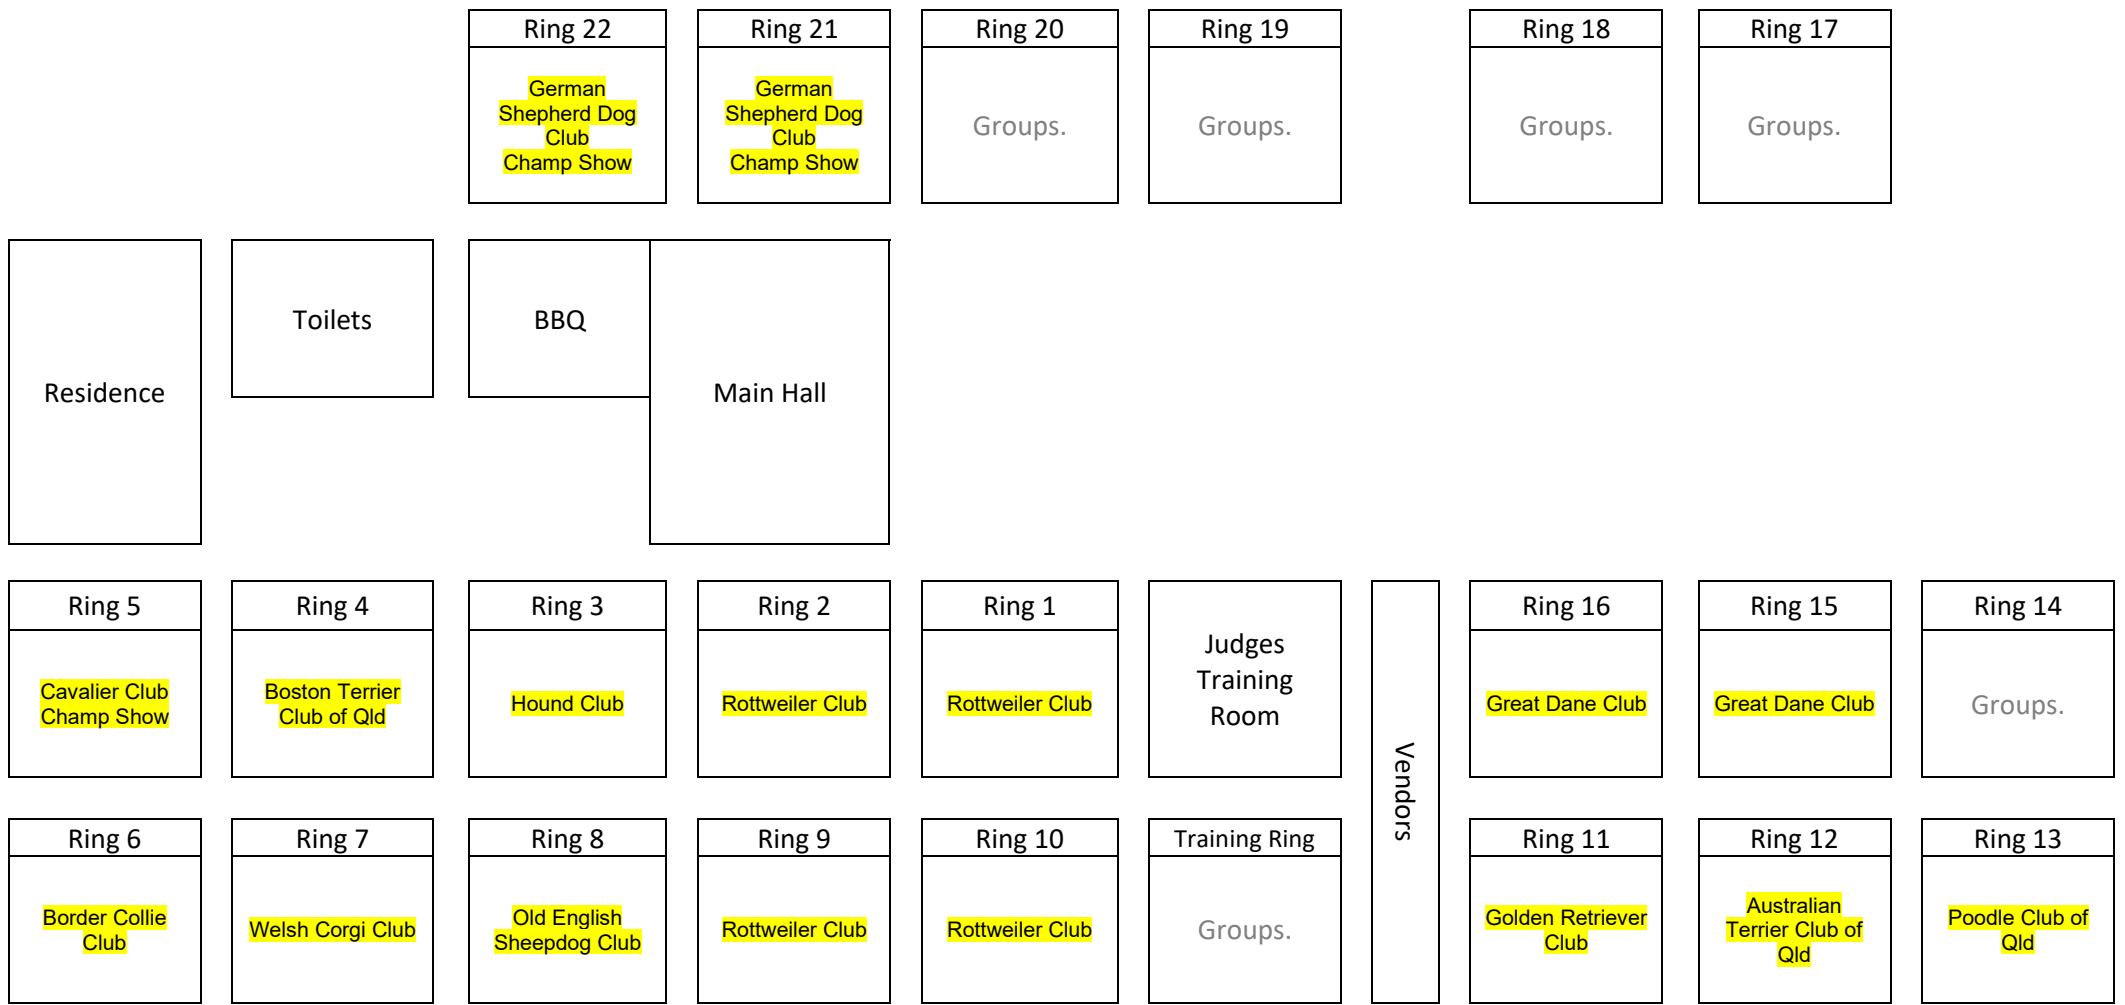 Ring 22
German
Shepherd Dog
Club
Champ Show
Ring 21
German
Shepherd Dog
Club
Champ Show
Ring 20
Groups.
Ring 19
Groups.
Ring 18
Groups.
Ring 17
Groups.
Residence
Toilets
BBQ
Main Hall
Ring 5
Cavalier Club
Champ Show
Ring 4
Boston Terrier
Club of Qld
Ring 3
Hound Club
Ring 2
Rottweiler Club
Ring 1
Rottweiler Club
Judges
Training
Room
Vendors
Ring 16
Great Dane Club
Ring 15
Great Dane Club
Ring 14
Groups.
Ring 6
Border Collie
Club
Ring 7
Welsh Corgi Club
Ring 8
Old English
Sheepdog Club
Ring 9
Rottweiler Club
Ring 10
Rottweiler Club
Training Ring
Groups.
Ring 11
Golden Retriever
Club
Ring 12
Australian
Terrier Club of
Qld
Ring 13
Poodle Club of
Qld